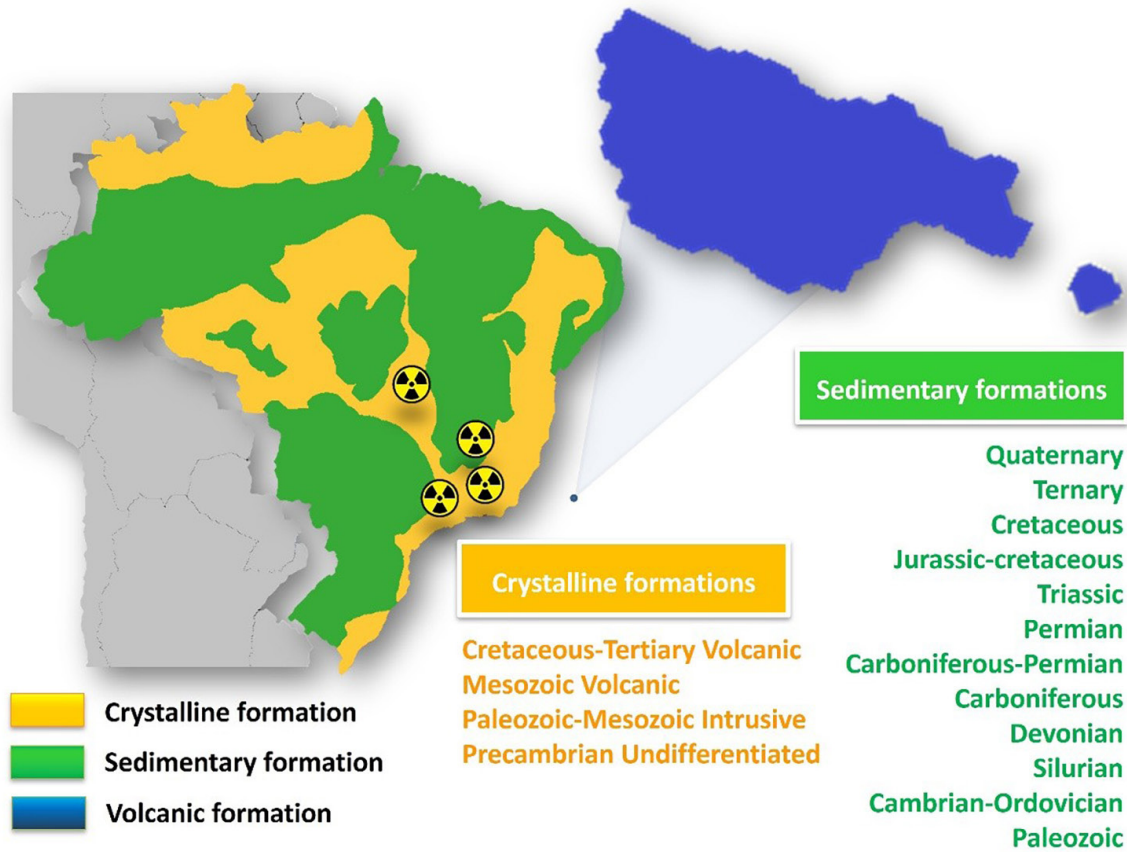 Sedimentary formations
Quaternary
Ternary
Cretaceous
Jurassic-cretaceous
Triassic
Permian
Carboniferous-Permian
Carboniferous
Devonian
Silurian
Cambrian-Ordovician
Paleozoic
Crystalline formations
Cretaceous-Tertiary Volcanic
Mesozoic Volcanic
Paleozoic-Mesozoic Intrusive
Precambrian Undifferentiated
Crystalline formation
Sedimentary formation
Volcanic formation